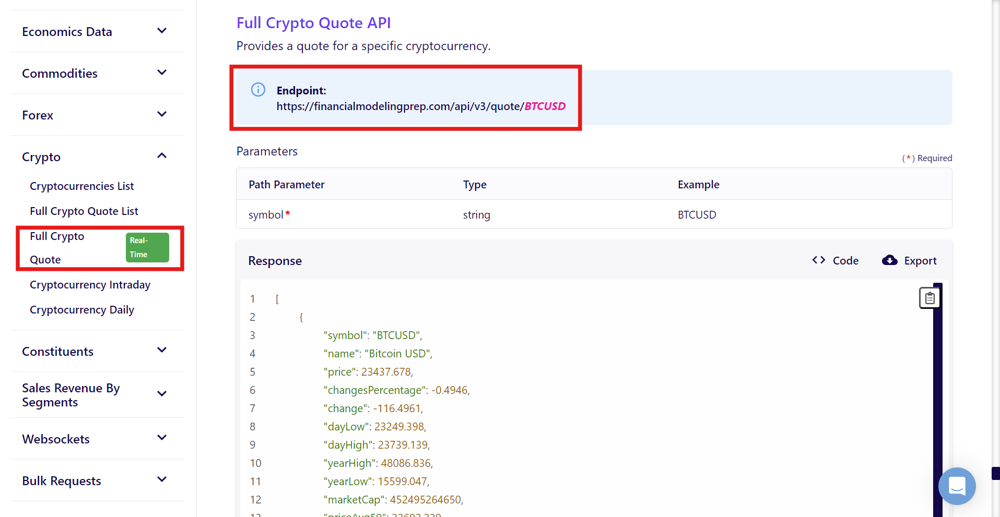 Economics Data
Commodities
Forex
Crypto
Cryptocurrencies List
Full Crypto Quote List
Full Crypto
Quote
Real-
Time
Cryptocurrency Intraday
Cryptocurrency Daily
Constituents
Sales Revenue By
Segments
Websockets
Bulk Requests
Full Crypto Quote API
Provides a quote for a specific cryptocurrency.
Endpoint:
https://financialmodelingprep.com/api/v3/quote/BTCUSD
Parameters
(*) Required
Path Parameter Type Example
symbol* string BTCUSD
Response
Code Export
1 [
2 {
3 "symbol": "BTCUSD",
4 "name": "Bitcoin USD",
5 "price": 23437.678,
6 "changesPercentage": -0.4946,
7 "change": -116.4961,
8 "dayLow": 23249.398,
9 "dayHigh": 23739.139,
10 "yearHigh": 48086.836,
11 "yearLow": 15599.047,
12 "marketCap": 452495264650,
13